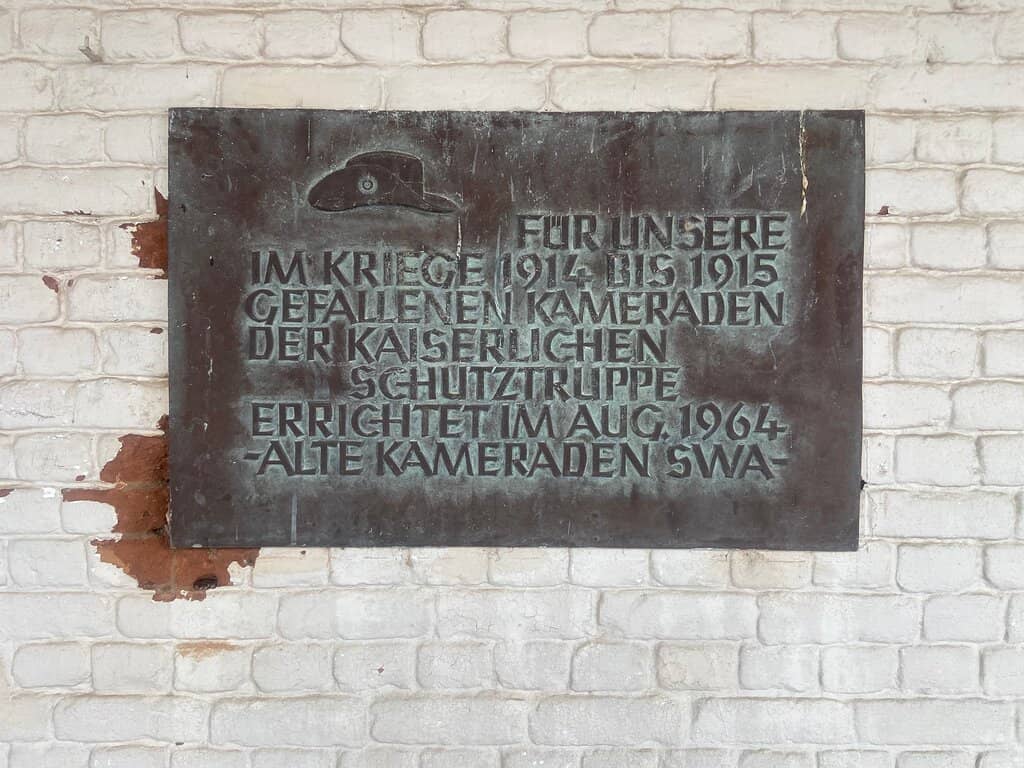 FÜR UNSERE
IM KRIEGE 1914 BIS 1915
GEFALLENEN KAMERADEN
DER KAISERLICHEN
SCHUTZTRUPPE
ERRICHTET IM AUG. 1964
-ALTE KAMERADEN SWA-